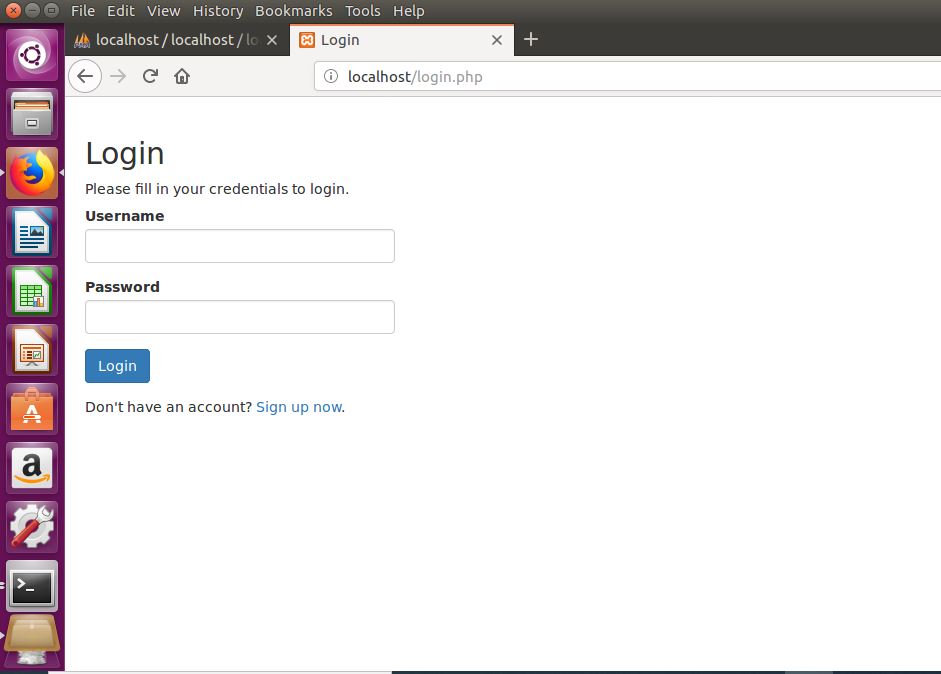 File Edit View History Bookmarks Tools Help
localhost / localhost / lo
Login
localhost/login.php
Login
Please fill in your credentials to login.
Username
Password
Login
Don't have an account? Sign up now.